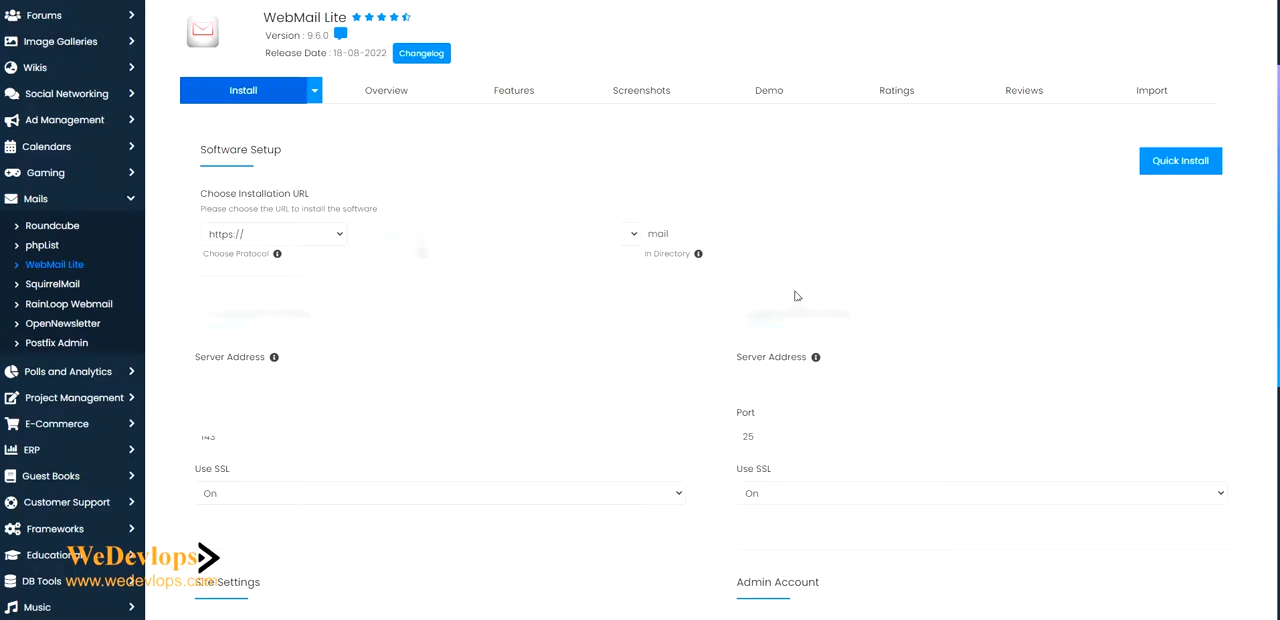 Forums
Image Galleries
Wikis
Social Networking
Ad Management
Calendars
Gaming
Mails
Roundcube
phpList
WebMail Lite
SquirrelMail
RainLoop Webmail
OpenNewsletter
Postfix Admin
Polls and Analytics
Project Management
E-Commerce
ERP
Guest Books
Customer Support
Frameworks
DB Tools
Music
WeDevlops
www.wedevlops.com
WebMail Lite
Version : 9.6.0
Release Date : 18-08-2022 Changelog
Install Overview Features Screenshots Demo Ratings Reviews Import
Software Setup
Quick Install
Choose Installation URL
Please choose the URL to install the software
https:// mail
Choose Protocol In Directory
Server Address Server Address
Port
143 25
Use SSL Use SSL
On On
Settings Admin Account